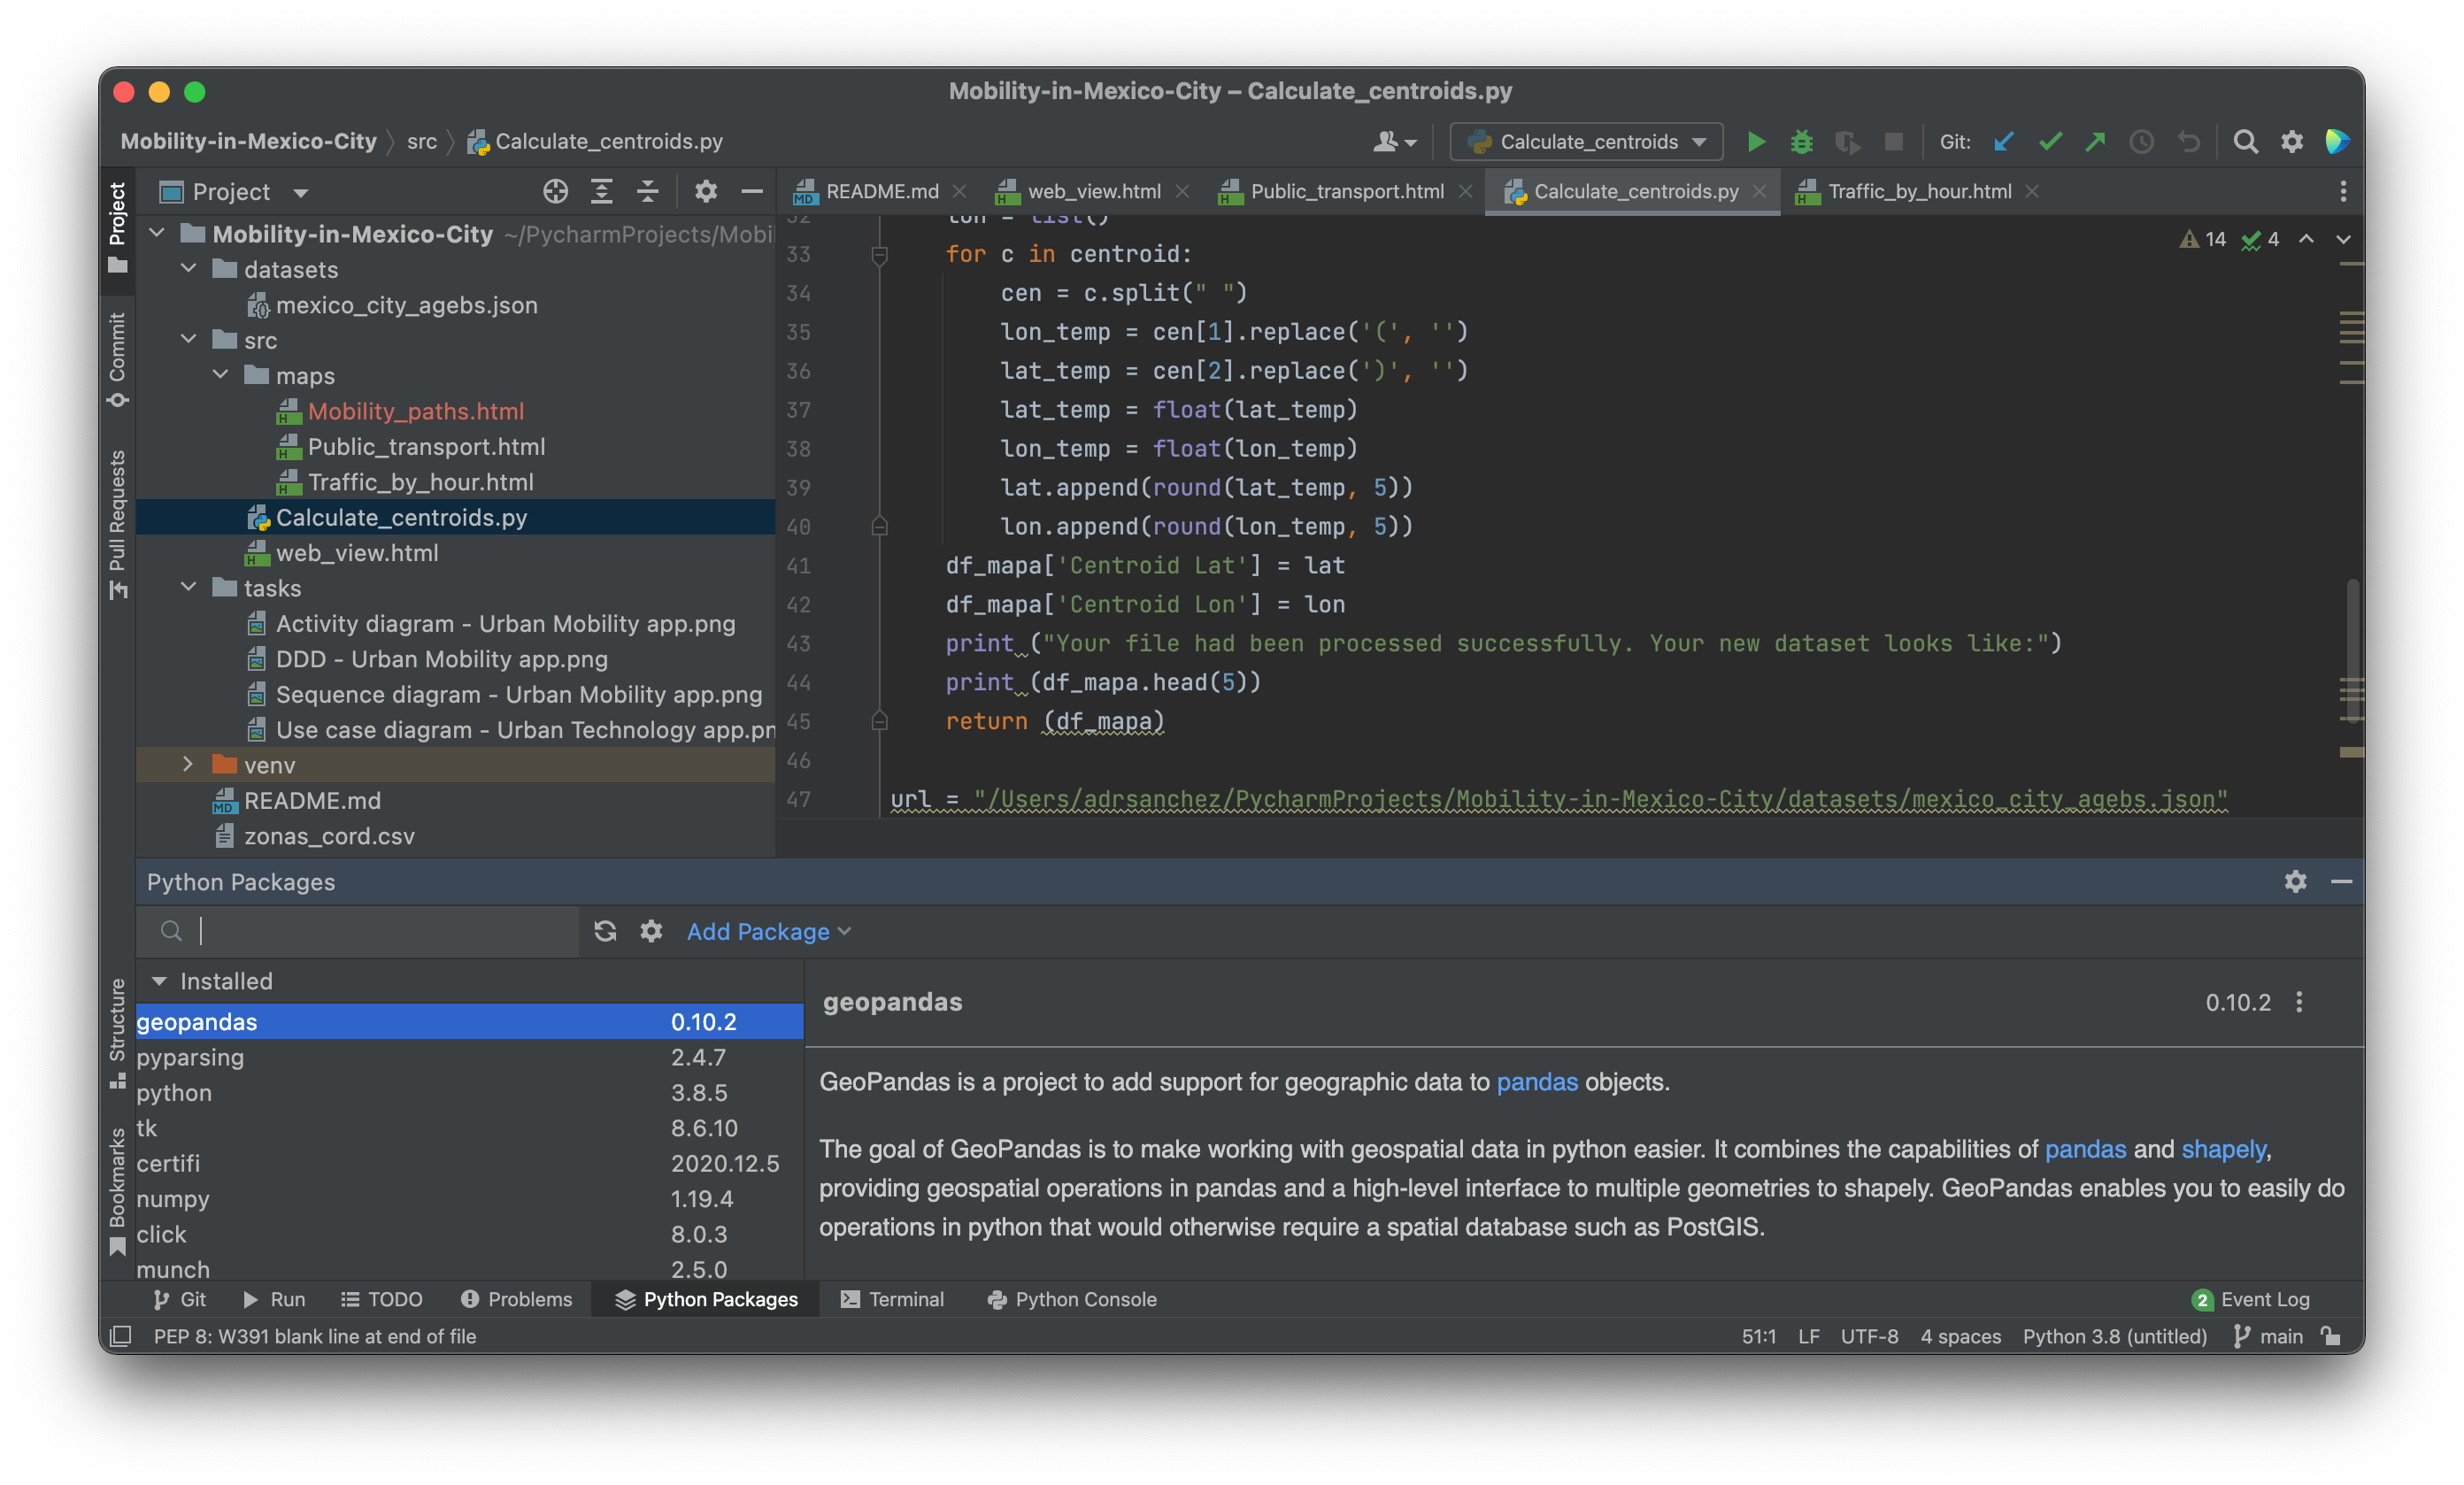 Mobility-in-Mexico-City – Calculate_centroids.py
Mobility-in-Mexico-City src Calculate_centroids.py
Calculate_centroids Git:
Project
Project
Commit
Pull Requests
Structure
Bookmarks
README.md web_view.html Public_transport.html Calculate_centroids.py Traffic_by_hour.html
Mobility-in-Mexico-City ~/PycharmProjects/Mobil
datasets
mexico_city_agebs.json
src
maps
Mobility_paths.html
Public_transport.html
Traffic_by_hour.html
Calculate_centroids.py
web_view.html
tasks
Activity diagram - Urban Mobility app.png
DDD - Urban Mobility app.png
Sequence diagram - Urban Mobility app.png
Use case diagram - Urban Technology app.pn
venv
README.md
zonas_cord.csv
14 4
32 lon = list()
33 for c in centroid:
34 cen = c.split(" ")
35 lon_temp = cen[1].replace('(', '')
36 lat_temp = cen[2].replace(')', '')
37 lat_temp = float(lat_temp)
38 lon_temp = float(lon_temp)
39 lat.append(round(lat_temp, 5))
40 lon.append(round(lon_temp, 5))
41 df_mapa['Centroid Lat'] = lat
42 df_mapa['Centroid Lon'] = lon
43 print ("Your file had been processed successfully. Your new dataset looks like:")
44 print (df_mapa.head(5))
45 return (df_mapa)
46
47 url = "/Users/adrsanchez/PycharmProjects/Mobility-in-Mexico-City/datasets/mexico_city_agebs.json"
Python Packages
Add Package
Installed
geopandas 0.10.2
pyparsing 2.4.7
python 3.8.5
tk 8.6.10
certifi 2020.12.5
numpy 1.19.4
click 8.0.3
munch 2.5.0
geopandas 0.10.2
GeoPandas is a project to add support for geographic data to pandas objects.
The goal of GeoPandas is to make working with geospatial data in python easier. It combines the capabilities of pandas and shapely,
providing geospatial operations in pandas and a high-level interface to multiple geometries to shapely. GeoPandas enables you to easily do
operations in python that would otherwise require a spatial database such as PostGIS.
Git Run TODO Problems Python Packages Terminal Python Console 2 Event Log
PEP 8: W391 blank line at end of file 51:1 LF UTF-8 4 spaces Python 3.8 (untitled) main